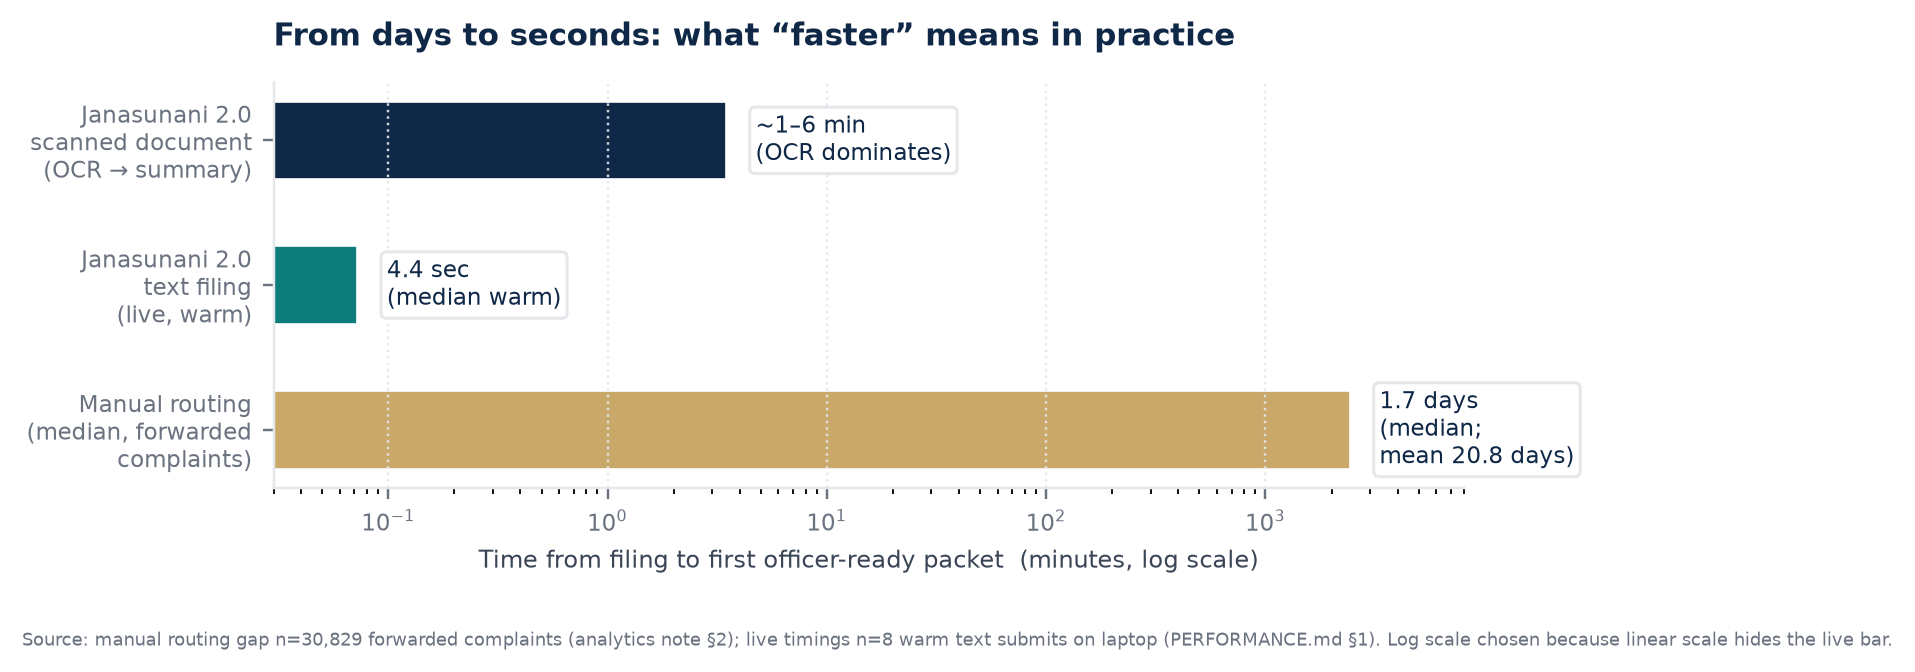 From days to seconds: what “faster” means in practice
Janasunani 2.0
scanned document
(OCR → summary)
~1–6 min
(OCR dominates)
Janasunani 2.0
text filing
(live, warm)
4.4 sec
(median warm)
Manual routing
(median, forwarded
complaints)
1.7 days
(median;
mean 20.8 days)
10⁻¹ 10⁰ 10¹ 10² 10³
Time from filing to first officer-ready packet (minutes, log scale)
Source: manual routing gap n=30,829 forwarded complaints (analytics note §2); live timings n=8 warm text submits on laptop (PERFORMANCE.md §1). Log scale chosen because linear scale hides the live bar.